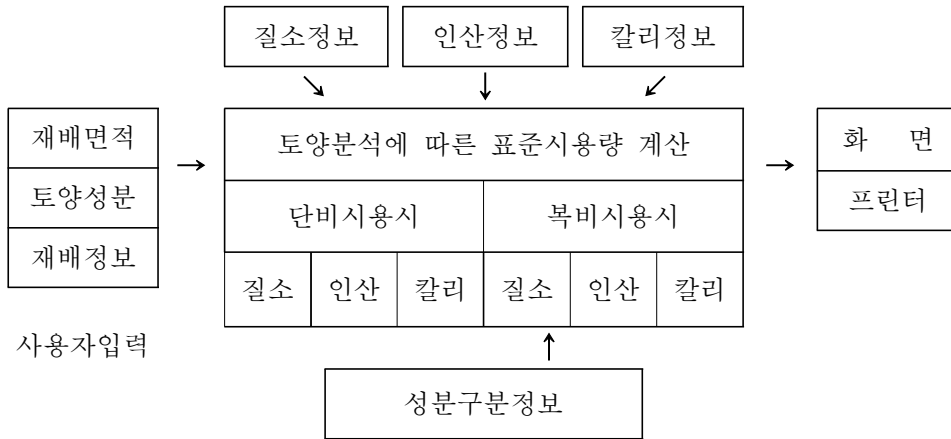 질소정보 인산정보 칼리정보
재배면적 토양분석에 따른 표준시용량 계산 화 면
토양성분 단비시용시 복비시용시 프린터
재배정보 질소 인산 칼리 질소 인산 칼리
사용자입력
성분구분정보